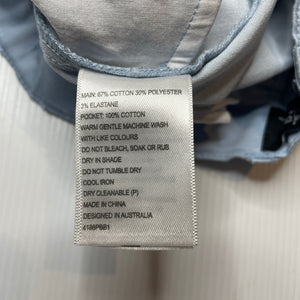 MAIN: 67% COTTON 30% POLYESTER
3% ELASTANE
POCKET: 100% COTTON
WARM GENTLE MACHINE WASH
WITH LIKE COLOURS
DO NOT BLEACH, SOAK OR RUB
DRY IN SHADE
DO NOT TUMBLE DRY
COOL IRON
DRY CLEANABLE (P)
MADE IN CHINA
DESIGNED IN AUSTRALIA
4186PBB1